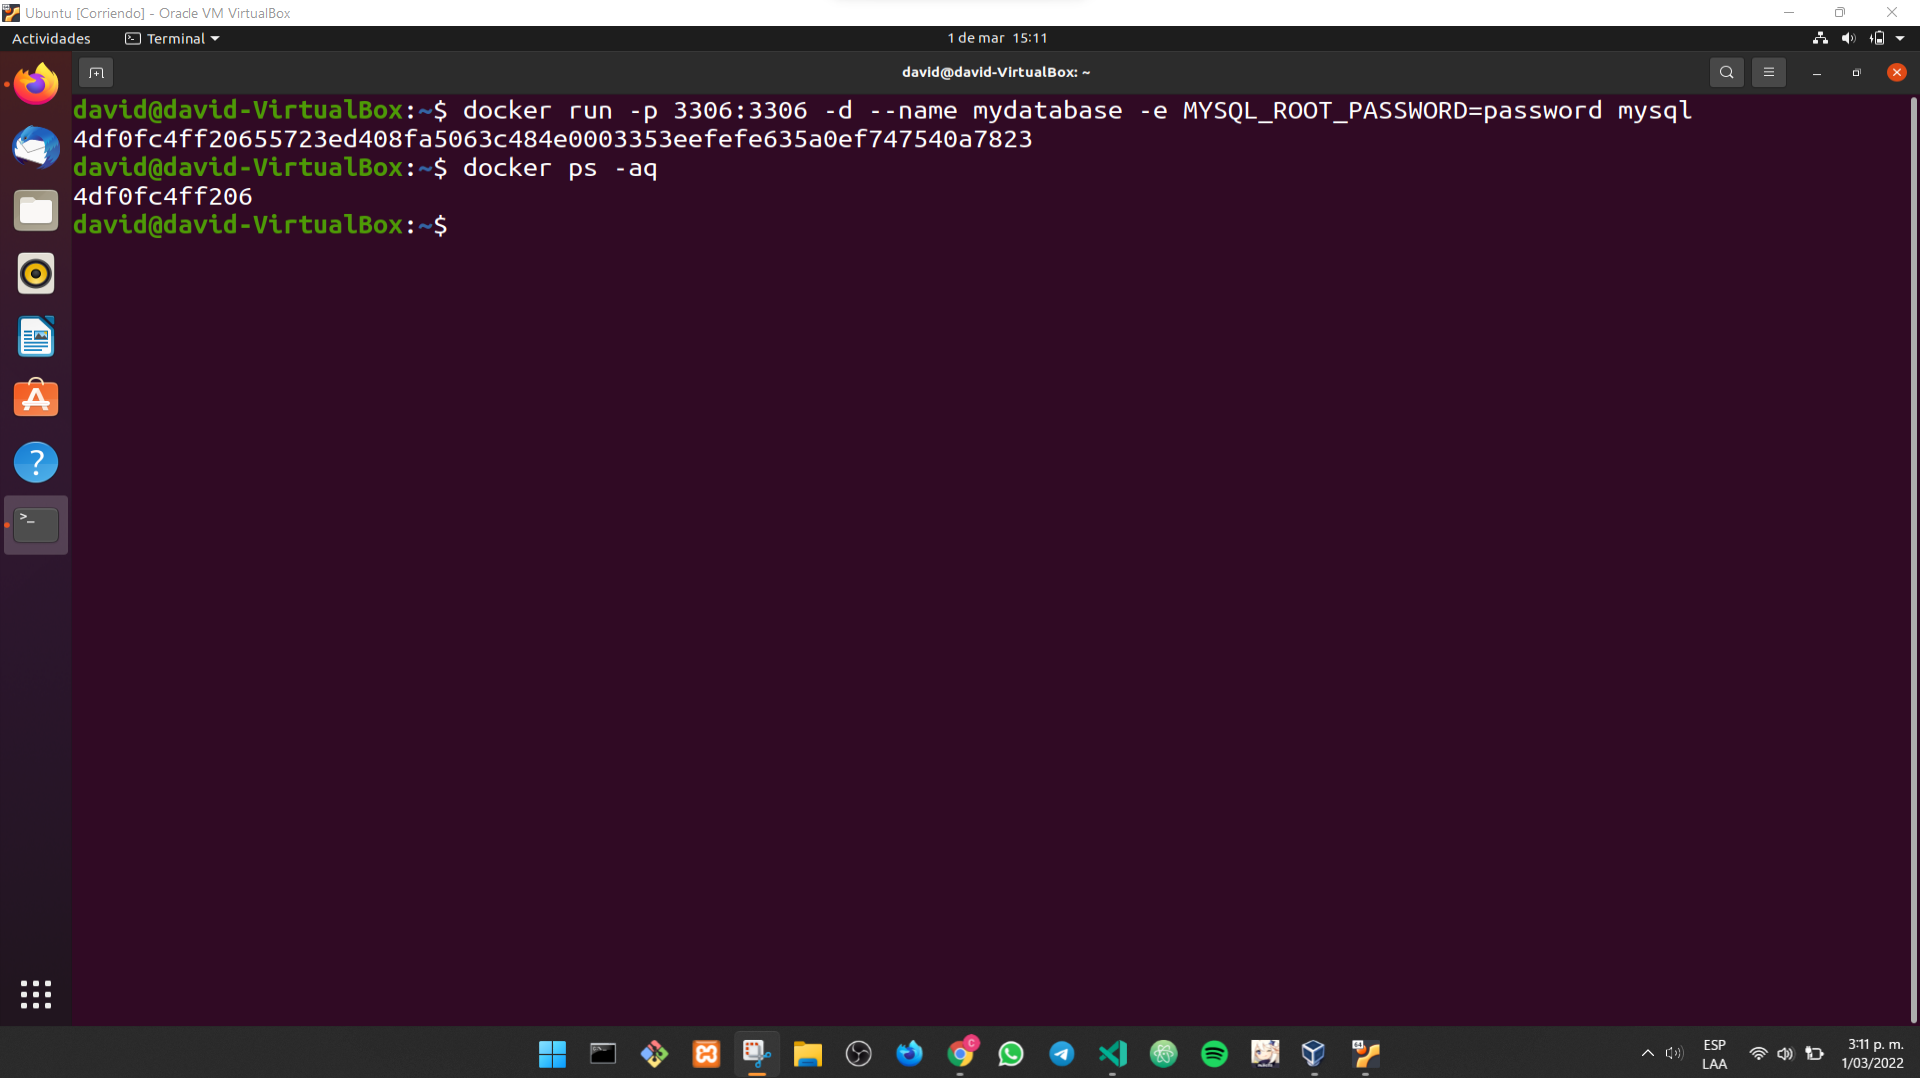 Ubuntu [Corriendo] - Oracle VM VirtualBox
Actividades Terminal 1 de mar 15:11
david@david-VirtualBox: ~
david@david-VirtualBox:~$ docker run -p 3306:3306 -d --name mydatabase -e MYSQL_ROOT_PASSWORD=password mysql
4df0fc4ff20655723ed408fa5063c484e0003353eefefe635a0ef747540a7823
david@david-VirtualBox:~$ docker ps -aq
4df0fc4ff206
david@david-VirtualBox:~$
ESP
LAA
3:11 p. m.
1/03/2022